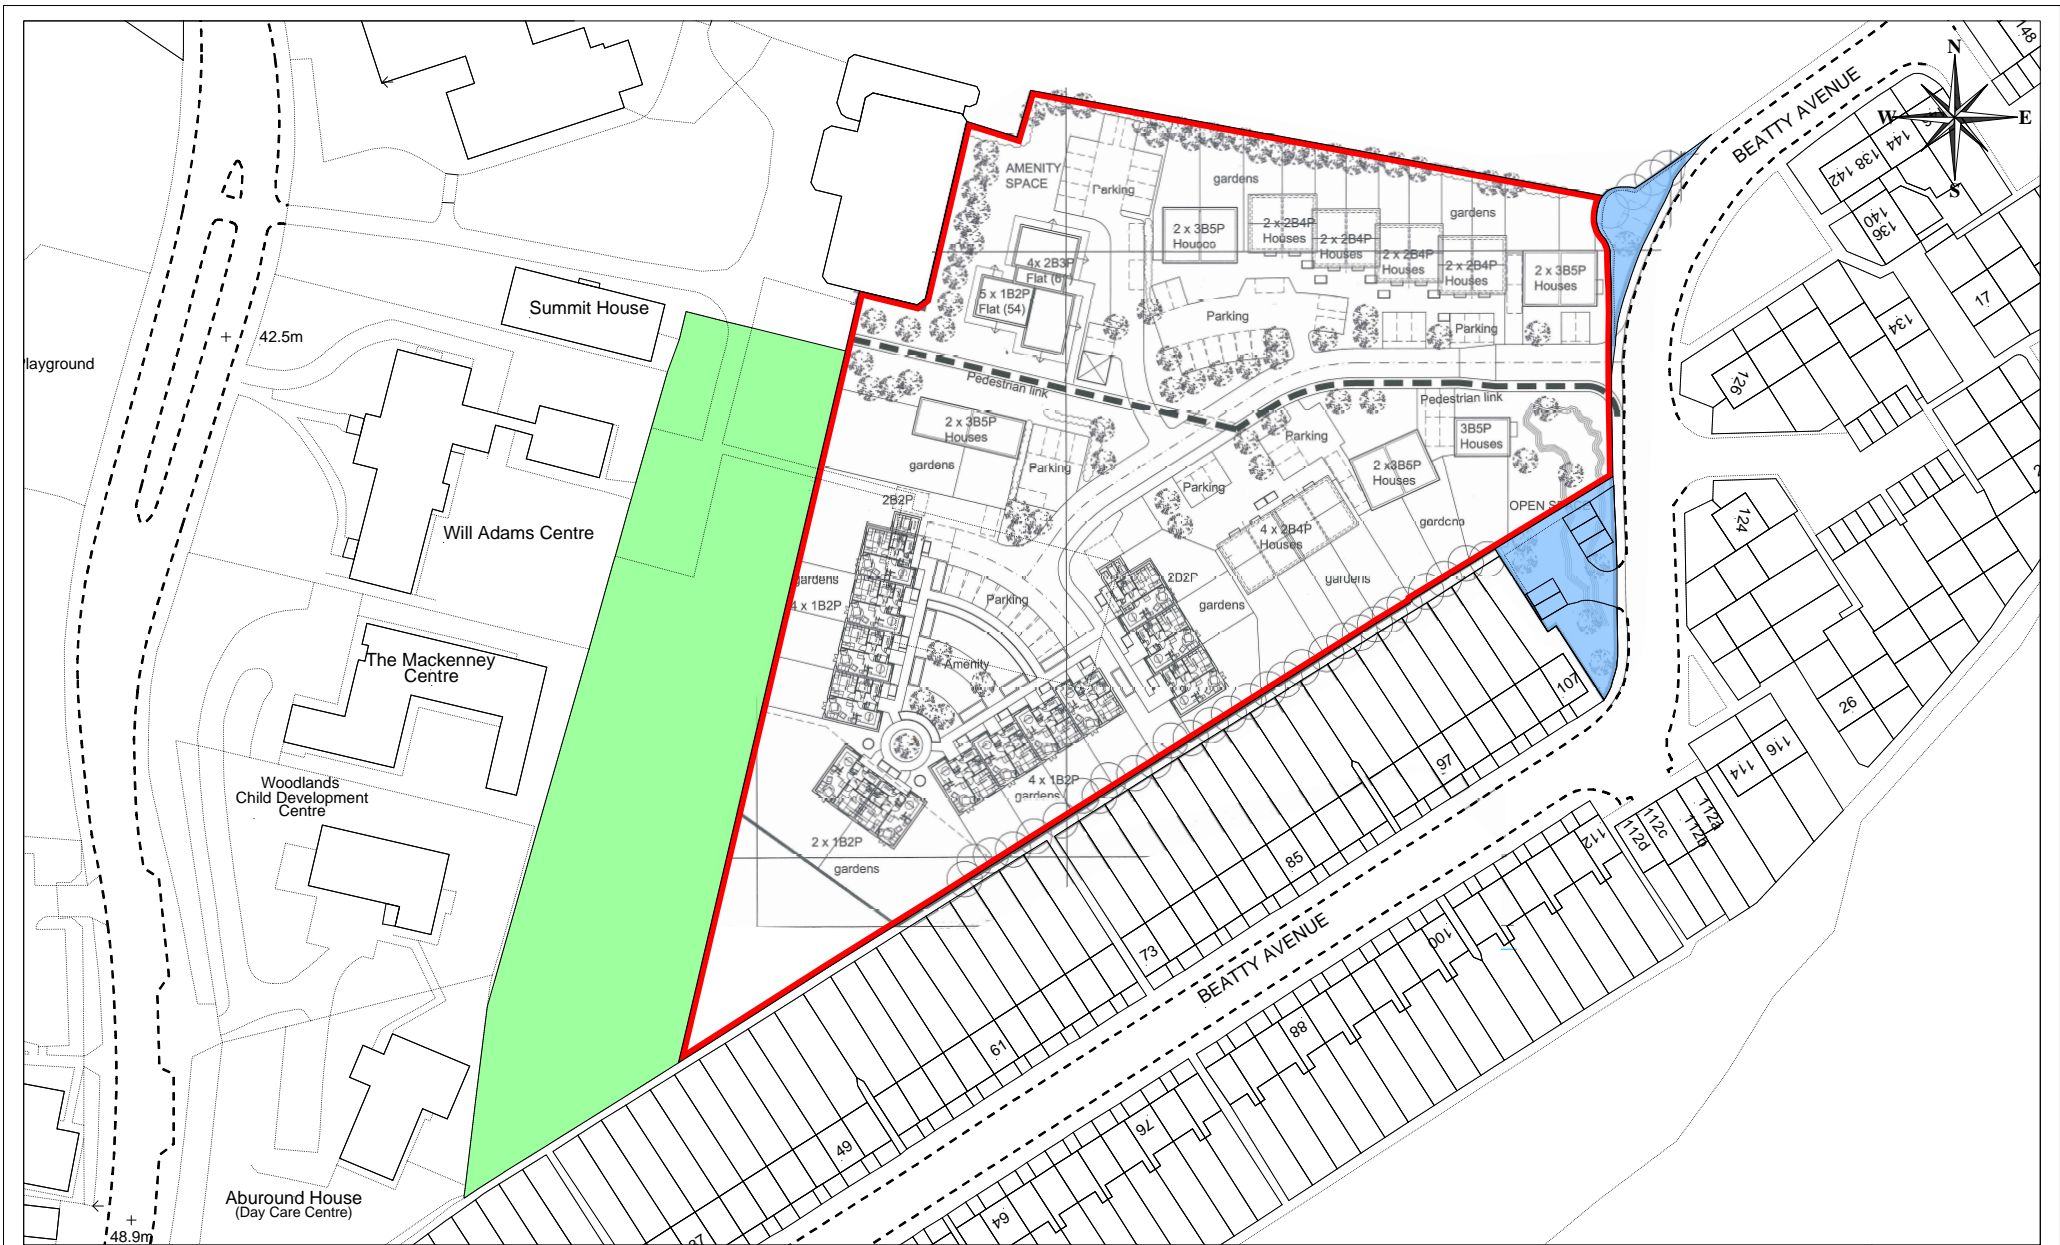 N
W
E
S
BEATTY AVENUE
148
144
138 142
140
136
17
134
126
124
26
116
114
112a
112b
112c
112d
112
100
88
76
64
37
49
61
73
85
97
107
BEATTY AVENUE
AMENITY
SPACE
Parking
gardens
gardens
2 x 3B5P
2 x 2B4P
Houses
2 x 2B4P
Houses
2 x 2B4P
Houses
2 x 2B4P
Houses
2 x 3B5P
Houses
4x 2B3P
Flat (6
5 x 1B2P
Flat (54)
Parking
Parking
Pedestrian link
Pedestrian link
2 x 3B5P
Houses
gardens
Parking
Parking
Parking
3B5P
Houses
2 x3B5P
Houses
4 x 2B4P
Houses
OPEN S
2B2P
gardens
4 x 1B2P
Parking
Amenity
gardens
gardens
4 x 1B2P
gardens
2 x 1B2P
gardens
Summit House
42.5m
layground
Will Adams Centre
The Mackenney
Centre
Woodlands
Child Development
Centre
Aburound House
(Day Care Centre)
48.9m